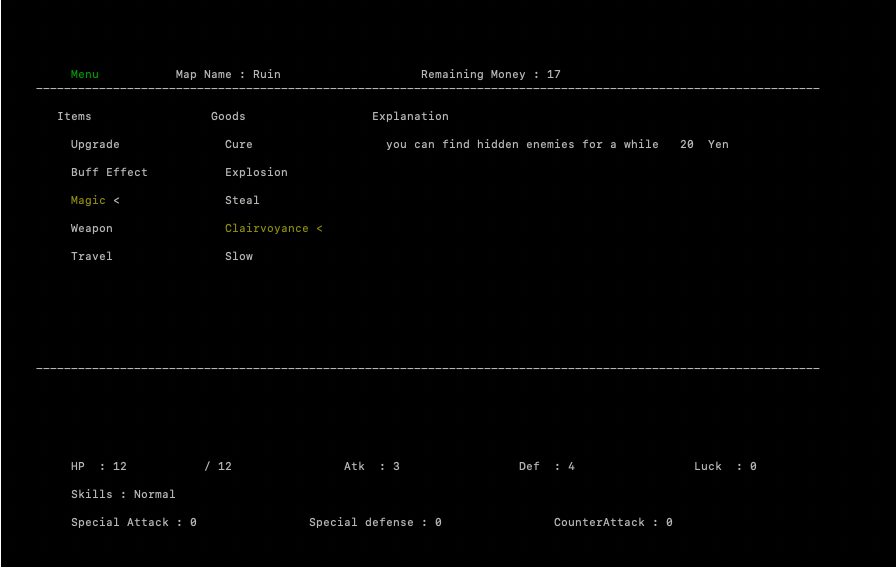 Menu Map Name : Ruin Remaining Money : 17
Items Goods Explanation
Upgrade Cure you can find hidden enemies for a while 20 Yen
Buff Effect Explosion
Magic < Steal
Weapon Clairvoyance <
Travel Slow
HP : 12 / 12 Atk : 3 Def : 4 Luck : 0
Skills : Normal
Special Attack : 0 Special defense : 0 CounterAttack : 0